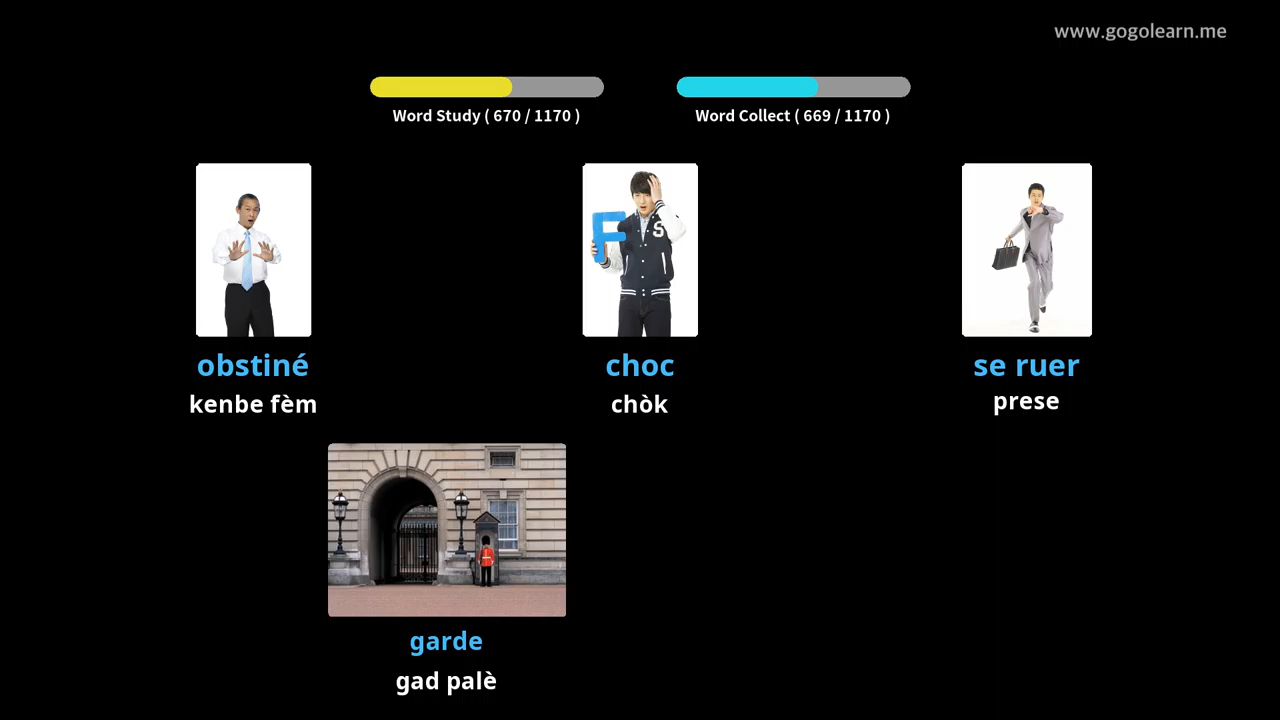 www.gogolearn.me
Word Study ( 670 / 1170 )
Word Collect ( 669 / 1170 )
F
S
obstiné
choc
se ruer
kenbe fèm
chòk
prese
garde
gad palè